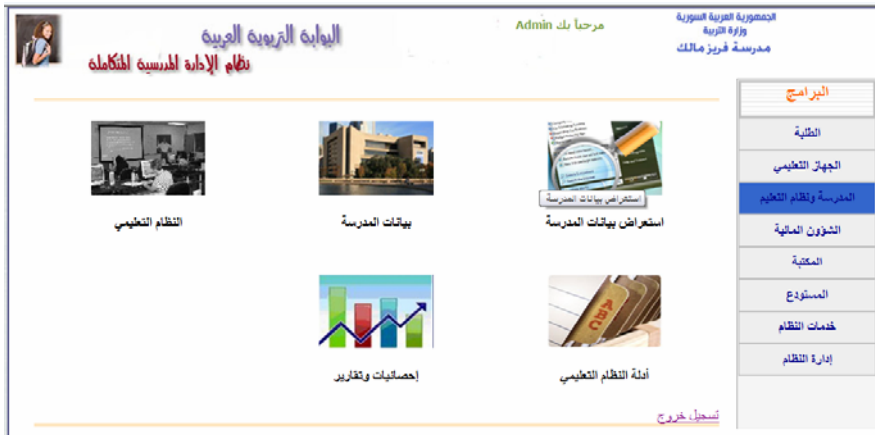 الجمهورية العربية السورية
وزارة التربية
مدرسة فريز مالك
مرحباً بك Admin
البوابة التربوية العربية
نظام الإدارة المدرسية المتكاملة
البرامج
الطلبة
الجهاز التعليمي
المدرسة ونظام التعليم
الشؤون المالية
المكتبة
المستودع
خدمات النظام
إدارة النظام
استعراض بيانات المدرسة
استعراض بيانات المدرسة
بيانات المدرسة
النظام التعليمي
ABC
أدلة النظام التعليمي
إحصائيات وتقارير
تسجيل خروج